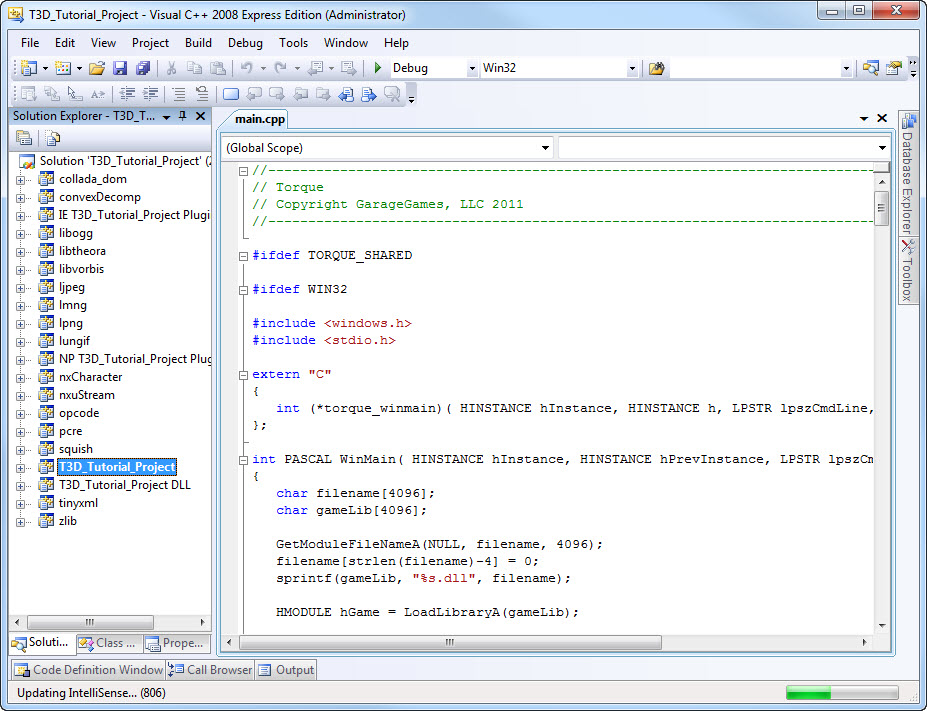 T3D_Tutorial_Project - Visual C++ 2008 Express Edition (Administrator)
File Edit View Project Build Debug Tools Window Help
Debug Win32
Solution Explorer - T3D_T...
main.cpp
(Global Scope)
Solution 'T3D_Tutorial_Project' (2
collada_dom
convexDecomp
IE T3D_Tutorial_Project Plugi
libogg
libtheora
libvorbis
ljpeg
lmng
lpng
lungif
NP T3D_Tutorial_Project Plug
nxCharacter
nxuStream
opcode
pcre
squish
T3D_Tutorial_Project
T3D_Tutorial_Project DLL
tinyxml
zlib
//---------------------------------------------------------------------------
// Torque
// Copyright GarageGames, LLC 2011
//---------------------------------------------------------------------------
#ifdef TORQUE_SHARED
#ifdef WIN32
#include <windows.h>
#include <stdio.h>
extern "C"
{
int (*torque_winmain)( HINSTANCE hInstance, HINSTANCE h, LPSTR lpszCmdLine,
};
int PASCAL WinMain( HINSTANCE hInstance, HINSTANCE hPrevInstance, LPSTR lpszCm
{
char filename[4096];
char gameLib[4096];
GetModuleFileNameA(NULL, filename, 4096);
filename[strlen(filename)-4] = 0;
sprintf(gameLib, "%s.dll", filename);
HMODULE hGame = LoadLibraryA(gameLib);
Database Explorer
Toolbox
Soluti... Class ... Prope...
Code Definition Window Call Browser Output
Updating IntelliSense... (806)